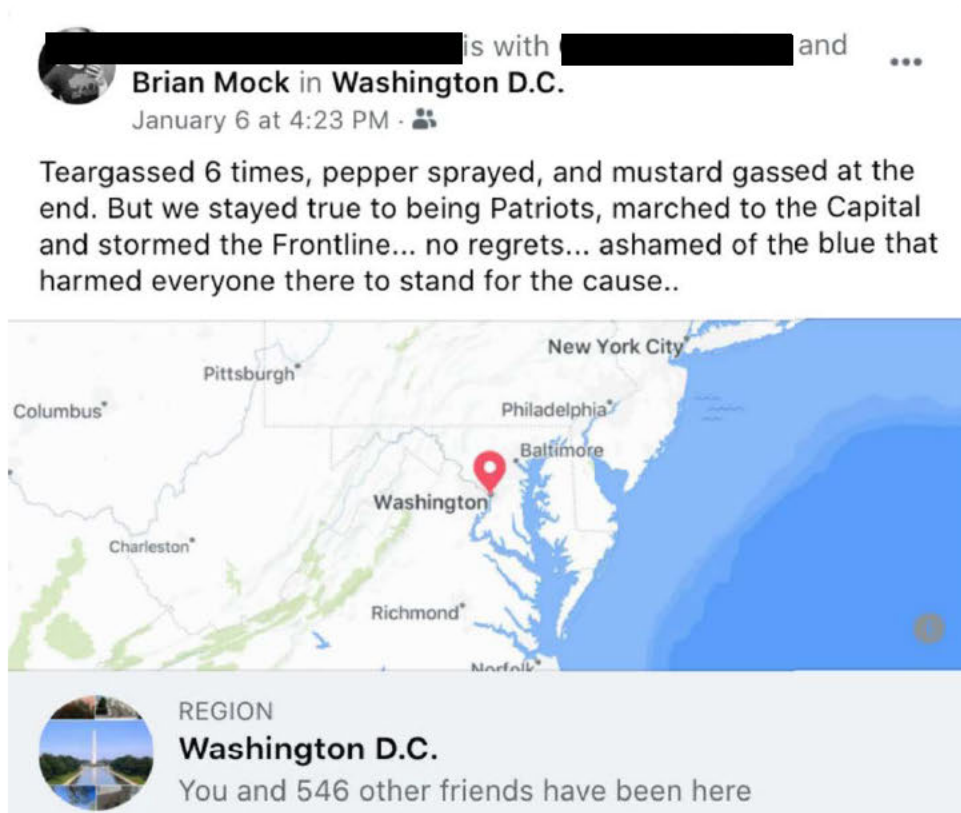 is with and
Brian Mock in Washington D.C.
January 6 at 4:23 PM ·
Teargassed 6 times, pepper sprayed, and mustard gassed at the
end. But we stayed true to being Patriots, marched to the Capital
and stormed the Frontline... no regrets... ashamed of the blue that
harmed everyone there to stand for the cause..
New York City
Pittsburgh
Columbus
Philadelphia
Baltimore
Washington
Charleston
Richmond
Norfolk
REGION
Washington D.C.
You and 546 other friends have been here